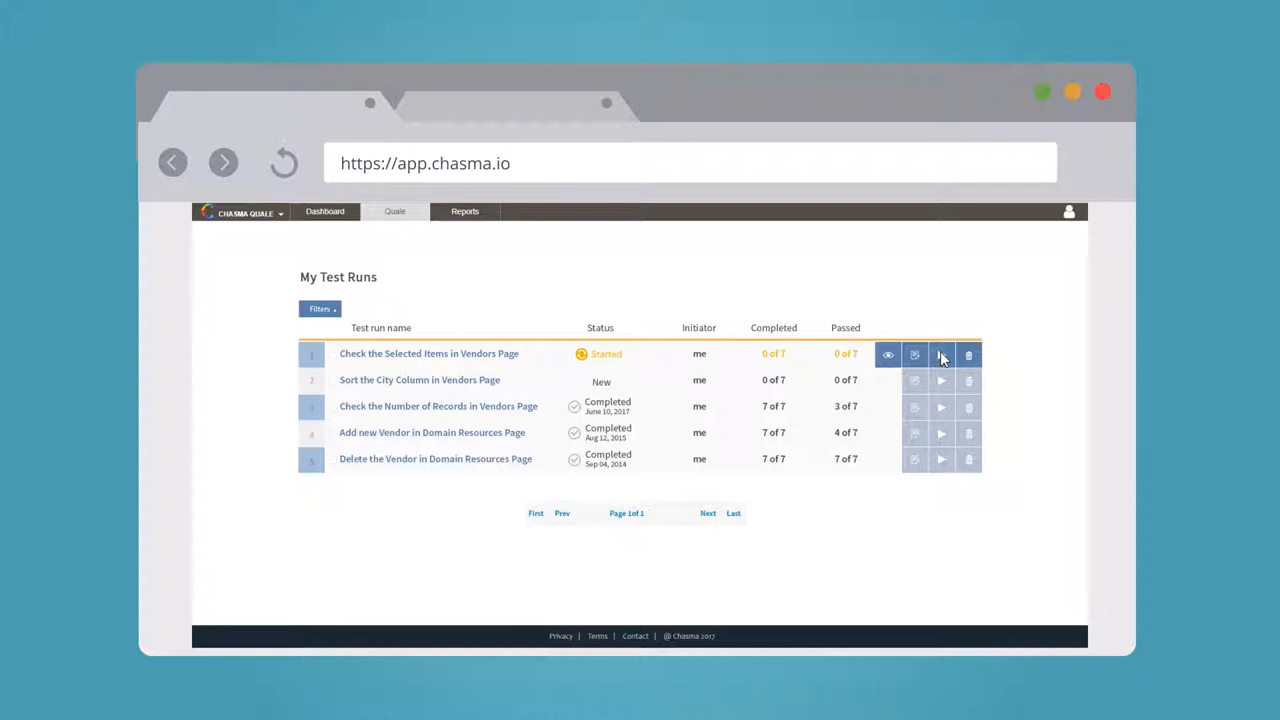 https://app.chasma.io
CHASMA QUALE Dashboard Quale Reports
My Test Runs
Filters
Test run name Status Initiator Completed Passed
1 Check the Selected Items in Vendors Page Started me 0 of 7 0 of 7
2 Sort the City Column in Vendors Page New me 0 of 7 0 of 7
3 Check the Number of Records in Vendors Page Completed me 7 of 7 3 of 7
June 10, 2017
4 Add new Vendor in Domain Resources Page Completed me 7 of 7 4 of 7
Aug 12, 2015
5 Delete the Vendor in Domain Resources Page Completed me 7 of 7 7 of 7
Sep 04, 2014
First Prev Page 1of 1 Next Last
Privacy | Terms | Contact | @ Chasma 2017